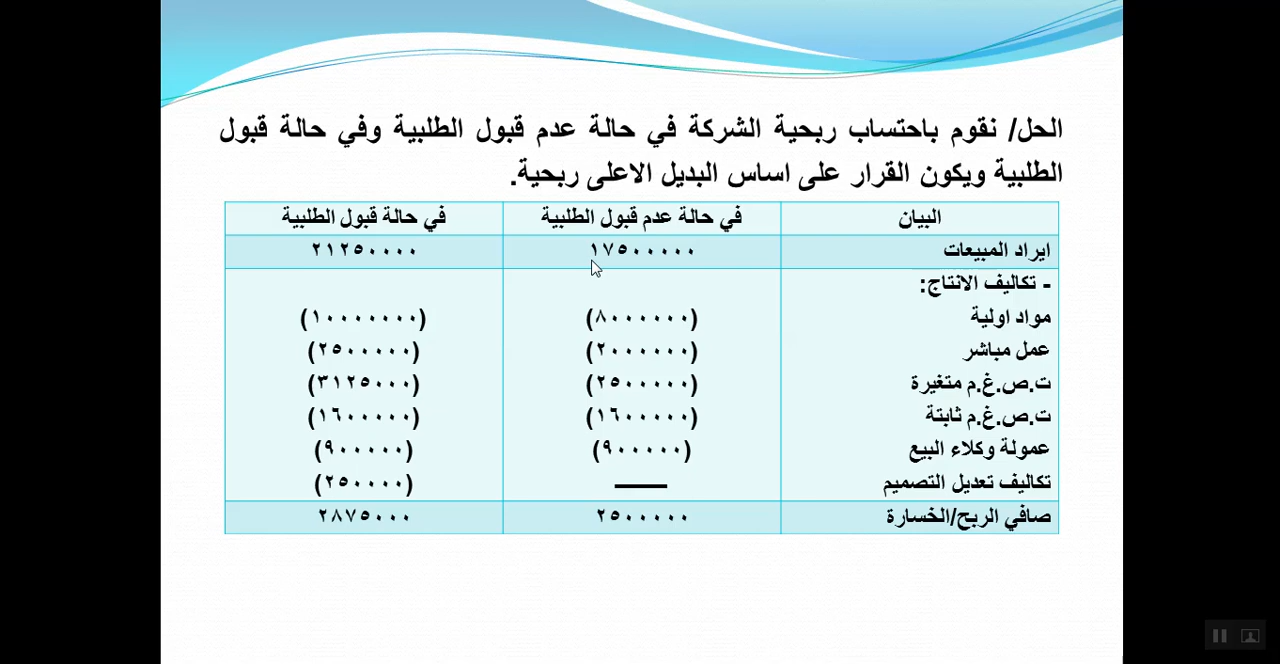 الحل/ نقوم باحتساب ربحية الشركة في حالة عدم قبول الطلبية وفي حالة قبول
الطلبية ويكون القرار على اساس البديل الاعلى ربحية.
البيان في حالة عدم قبول الطلبية في حالة قبول الطلبية
ايراد المبيعات ١٧٥٠٠٠٠٠ ٢١٢٥٠٠٠٠
- تكاليف الانتاج:
مواد اولية (٨٠٠٠٠٠٠) (١٠٠٠٠٠٠٠)
عمل مباشر (٢٠٠٠٠٠٠) (٢٥٠٠٠٠٠)
ت.ص.غ.م متغيرة (٢٥٠٠٠٠٠) (٣١٢٥٠٠٠)
ت.ص.غ.م ثابتة (١٦٠٠٠٠٠) (١٦٠٠٠٠٠)
عمولة وكلاء البيع (٩٠٠٠٠٠) (٩٠٠٠٠٠)
تكاليف تعديل التصميم ـــــــ (٢٥٠٠٠٠)
صافي الربح/الخسارة ٢٥٠٠٠٠٠ ٢٨٧٥٠٠٠